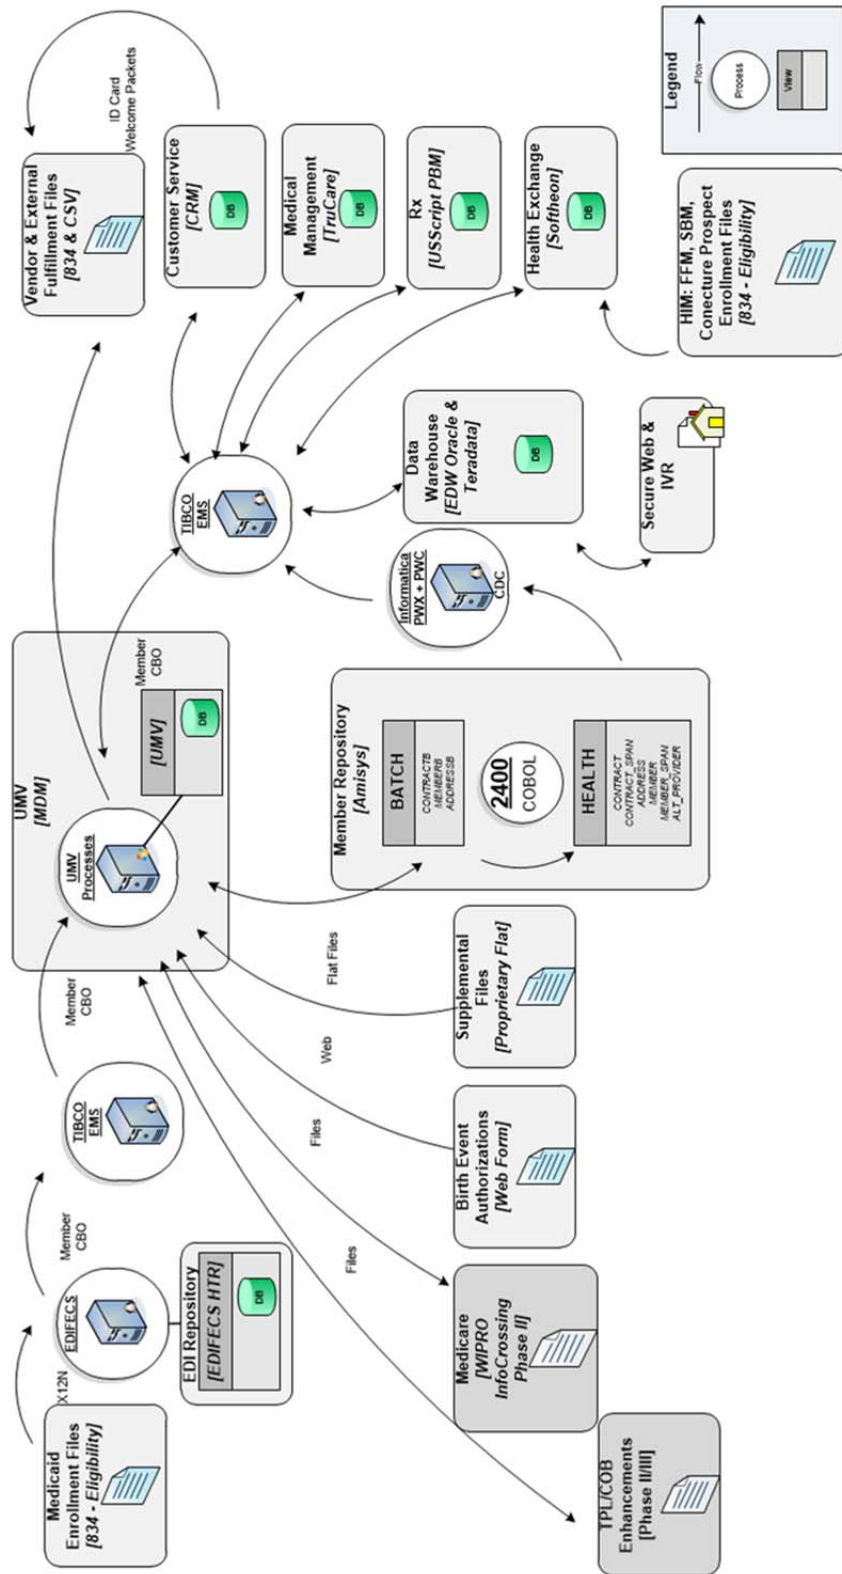 Medicaid
Enrollment Files
[834 - Eligibility]
X12N
EDIFECS
EDI Repository
[EDIFECS HTR]
DB
Member
CBO
TIBCO
EMS
Member
CBO
UMV
[MDM]
UMV
Processes
[UMV]
DB
Member
CBO
Vendor & External
Fulfillment Files
[834 & CSV]
ID Card
Welcome Packets
Customer Service
[CRM]
DB
Medical
Management
[TruCare]
DB
Rx
[USScript PBM]
DB
Health Exchange
[Softheon]
DB
HIM: FFM, SBM,
Conecture Prospect
Enrollment Files
[834 - Eligibility]
TIBCO
EMS
Data
Warehouse
[EDW Oracle &
Teradata]
DB
Informatica
PWX + PWC
CDC
Secure Web &
IVR
Member Repository
[Amisys]
BATCH
CONTRACTB
MEMBERB
ADDRESSB
2400
COBOL
HEALTH
CONTRACT
CONTRACT_SPAN
ADDRESS
MEMBER
MEMBER_SPAN
ALT_PROVIDER
Flat Files
Web
Files
Files
Supplemental
Files
[Proprietary Flat]
Birth Event
Authorizations
[Web Form]
Medicare
[WIPRO
InfoCrossing
Phase II]
TPL/COB
Enhancements
[Phase II/III]
Legend
Flow
Process
View